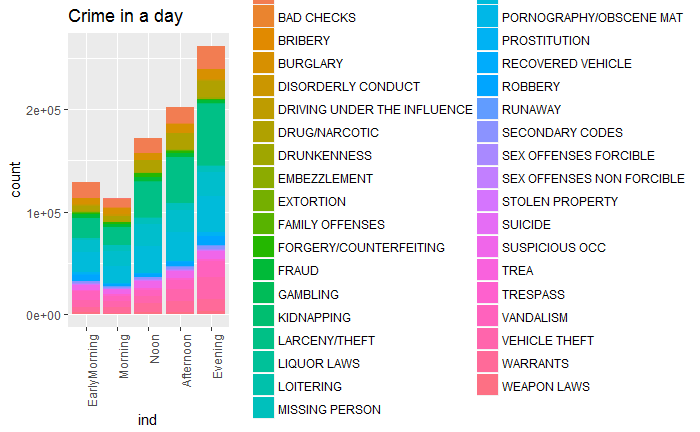 Crime in a day
count
2e+05
1e+05
0e+00
EarlyMorning
Morning
Noon
Afternoon
Evening
ind
BAD CHECKS
BRIBERY
BURGLARY
DISORDERLY CONDUCT
DRIVING UNDER THE INFLUENCE
DRUG/NARCOTIC
DRUNKENNESS
EMBEZZLEMENT
EXTORTION
FAMILY OFFENSES
FORGERY/COUNTERFEITING
FRAUD
GAMBLING
KIDNAPPING
LARCENY/THEFT
LIQUOR LAWS
LOITERING
MISSING PERSON
PORNOGRAPHY/OBSCENE MAT
PROSTITUTION
RECOVERED VEHICLE
ROBBERY
RUNAWAY
SECONDARY CODES
SEX OFFENSES FORCIBLE
SEX OFFENSES NON FORCIBLE
STOLEN PROPERTY
SUICIDE
SUSPICIOUS OCC
TREA
TRESPASS
VANDALISM
VEHICLE THEFT
WARRANTS
WEAPON LAWS